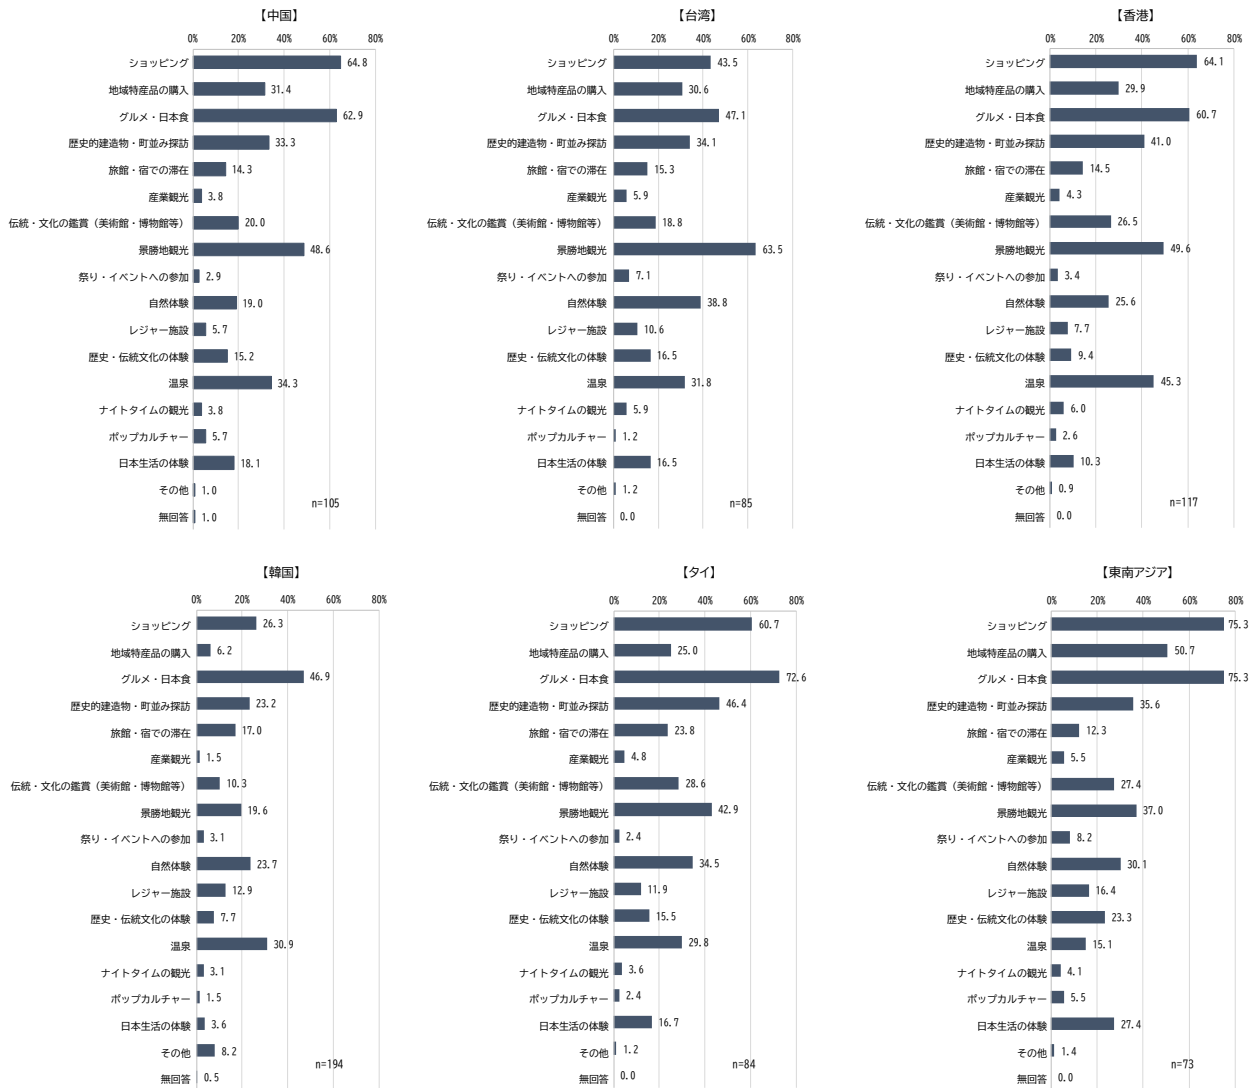 【中国】
0% 20% 40% 60% 80%
ショッピング 64.8
地域特産品の購入 31.4
グルメ・日本食 62.9
歴史的建造物・町並み探訪 33.3
旅館・宿での滞在 14.3
産業観光 3.8
伝統・文化の鑑賞（美術館・博物館等） 20.0
景勝地観光 48.6
祭り・イベントへの参加 2.9
自然体験 19.0
レジャー施設 5.7
歴史・伝統文化の体験 15.2
温泉 34.3
ナイトタイムの観光 3.8
ポップカルチャー 5.7
日本生活の体験 18.1
その他 1.0
n=105
無回答 1.0
【台湾】
0% 20% 40% 60% 80%
ショッピング 43.5
地域特産品の購入 30.6
グルメ・日本食 47.1
歴史的建造物・町並み探訪 34.1
旅館・宿での滞在 15.3
産業観光 5.9
伝統・文化の鑑賞（美術館・博物館等） 18.8
景勝地観光 63.5
祭り・イベントへの参加 7.1
自然体験 38.8
レジャー施設 10.6
歴史・伝統文化の体験 16.5
温泉 31.8
ナイトタイムの観光 5.9
ポップカルチャー 1.2
日本生活の体験 16.5
その他 1.2
n=85
無回答 0.0
【香港】
0% 20% 40% 60% 80%
ショッピング 64.1
地域特産品の購入 29.9
グルメ・日本食 60.7
歴史的建造物・町並み探訪 41.0
旅館・宿での滞在 14.5
産業観光 4.3
伝統・文化の鑑賞（美術館・博物館等） 26.5
景勝地観光 49.6
祭り・イベントへの参加 3.4
自然体験 25.6
レジャー施設 7.7
歴史・伝統文化の体験 9.4
温泉 45.3
ナイトタイムの観光 6.0
ポップカルチャー 2.6
日本生活の体験 10.3
その他 0.9
n=117
無回答 0.0
【韓国】
0% 20% 40% 60% 80%
ショッピング 26.3
地域特産品の購入 6.2
グルメ・日本食 46.9
歴史的建造物・町並み探訪 23.2
旅館・宿での滞在 17.0
産業観光 1.5
伝統・文化の鑑賞（美術館・博物館等） 10.3
景勝地観光 19.6
祭り・イベントへの参加 3.1
自然体験 23.7
レジャー施設 12.9
歴史・伝統文化の体験 7.7
温泉 30.9
ナイトタイムの観光 3.1
ポップカルチャー 1.5
日本生活の体験 3.6
その他 8.2
n=194
無回答 0.5
【タイ】
0% 20% 40% 60% 80%
ショッピング 60.7
地域特産品の購入 25.0
グルメ・日本食 72.6
歴史的建造物・町並み探訪 46.4
旅館・宿での滞在 23.8
産業観光 4.8
伝統・文化の鑑賞（美術館・博物館等） 28.6
景勝地観光 42.9
祭り・イベントへの参加 2.4
自然体験 34.5
レジャー施設 11.9
歴史・伝統文化の体験 15.5
温泉 29.8
ナイトタイムの観光 3.6
ポップカルチャー 2.4
日本生活の体験 16.7
その他 1.2
n=84
無回答 0.0
【東南アジア】
0% 20% 40% 60% 80%
ショッピング 75.3
地域特産品の購入 50.7
グルメ・日本食 75.3
歴史的建造物・町並み探訪 35.6
旅館・宿での滞在 12.3
産業観光 5.5
伝統・文化の鑑賞（美術館・博物館等） 27.4
景勝地観光 37.0
祭り・イベントへの参加 8.2
自然体験 30.1
レジャー施設 16.4
歴史・伝統文化の体験 23.3
温泉 15.1
ナイトタイムの観光 4.1
ポップカルチャー 5.5
日本生活の体験 27.4
その他 1.4
n=73
無回答 0.0